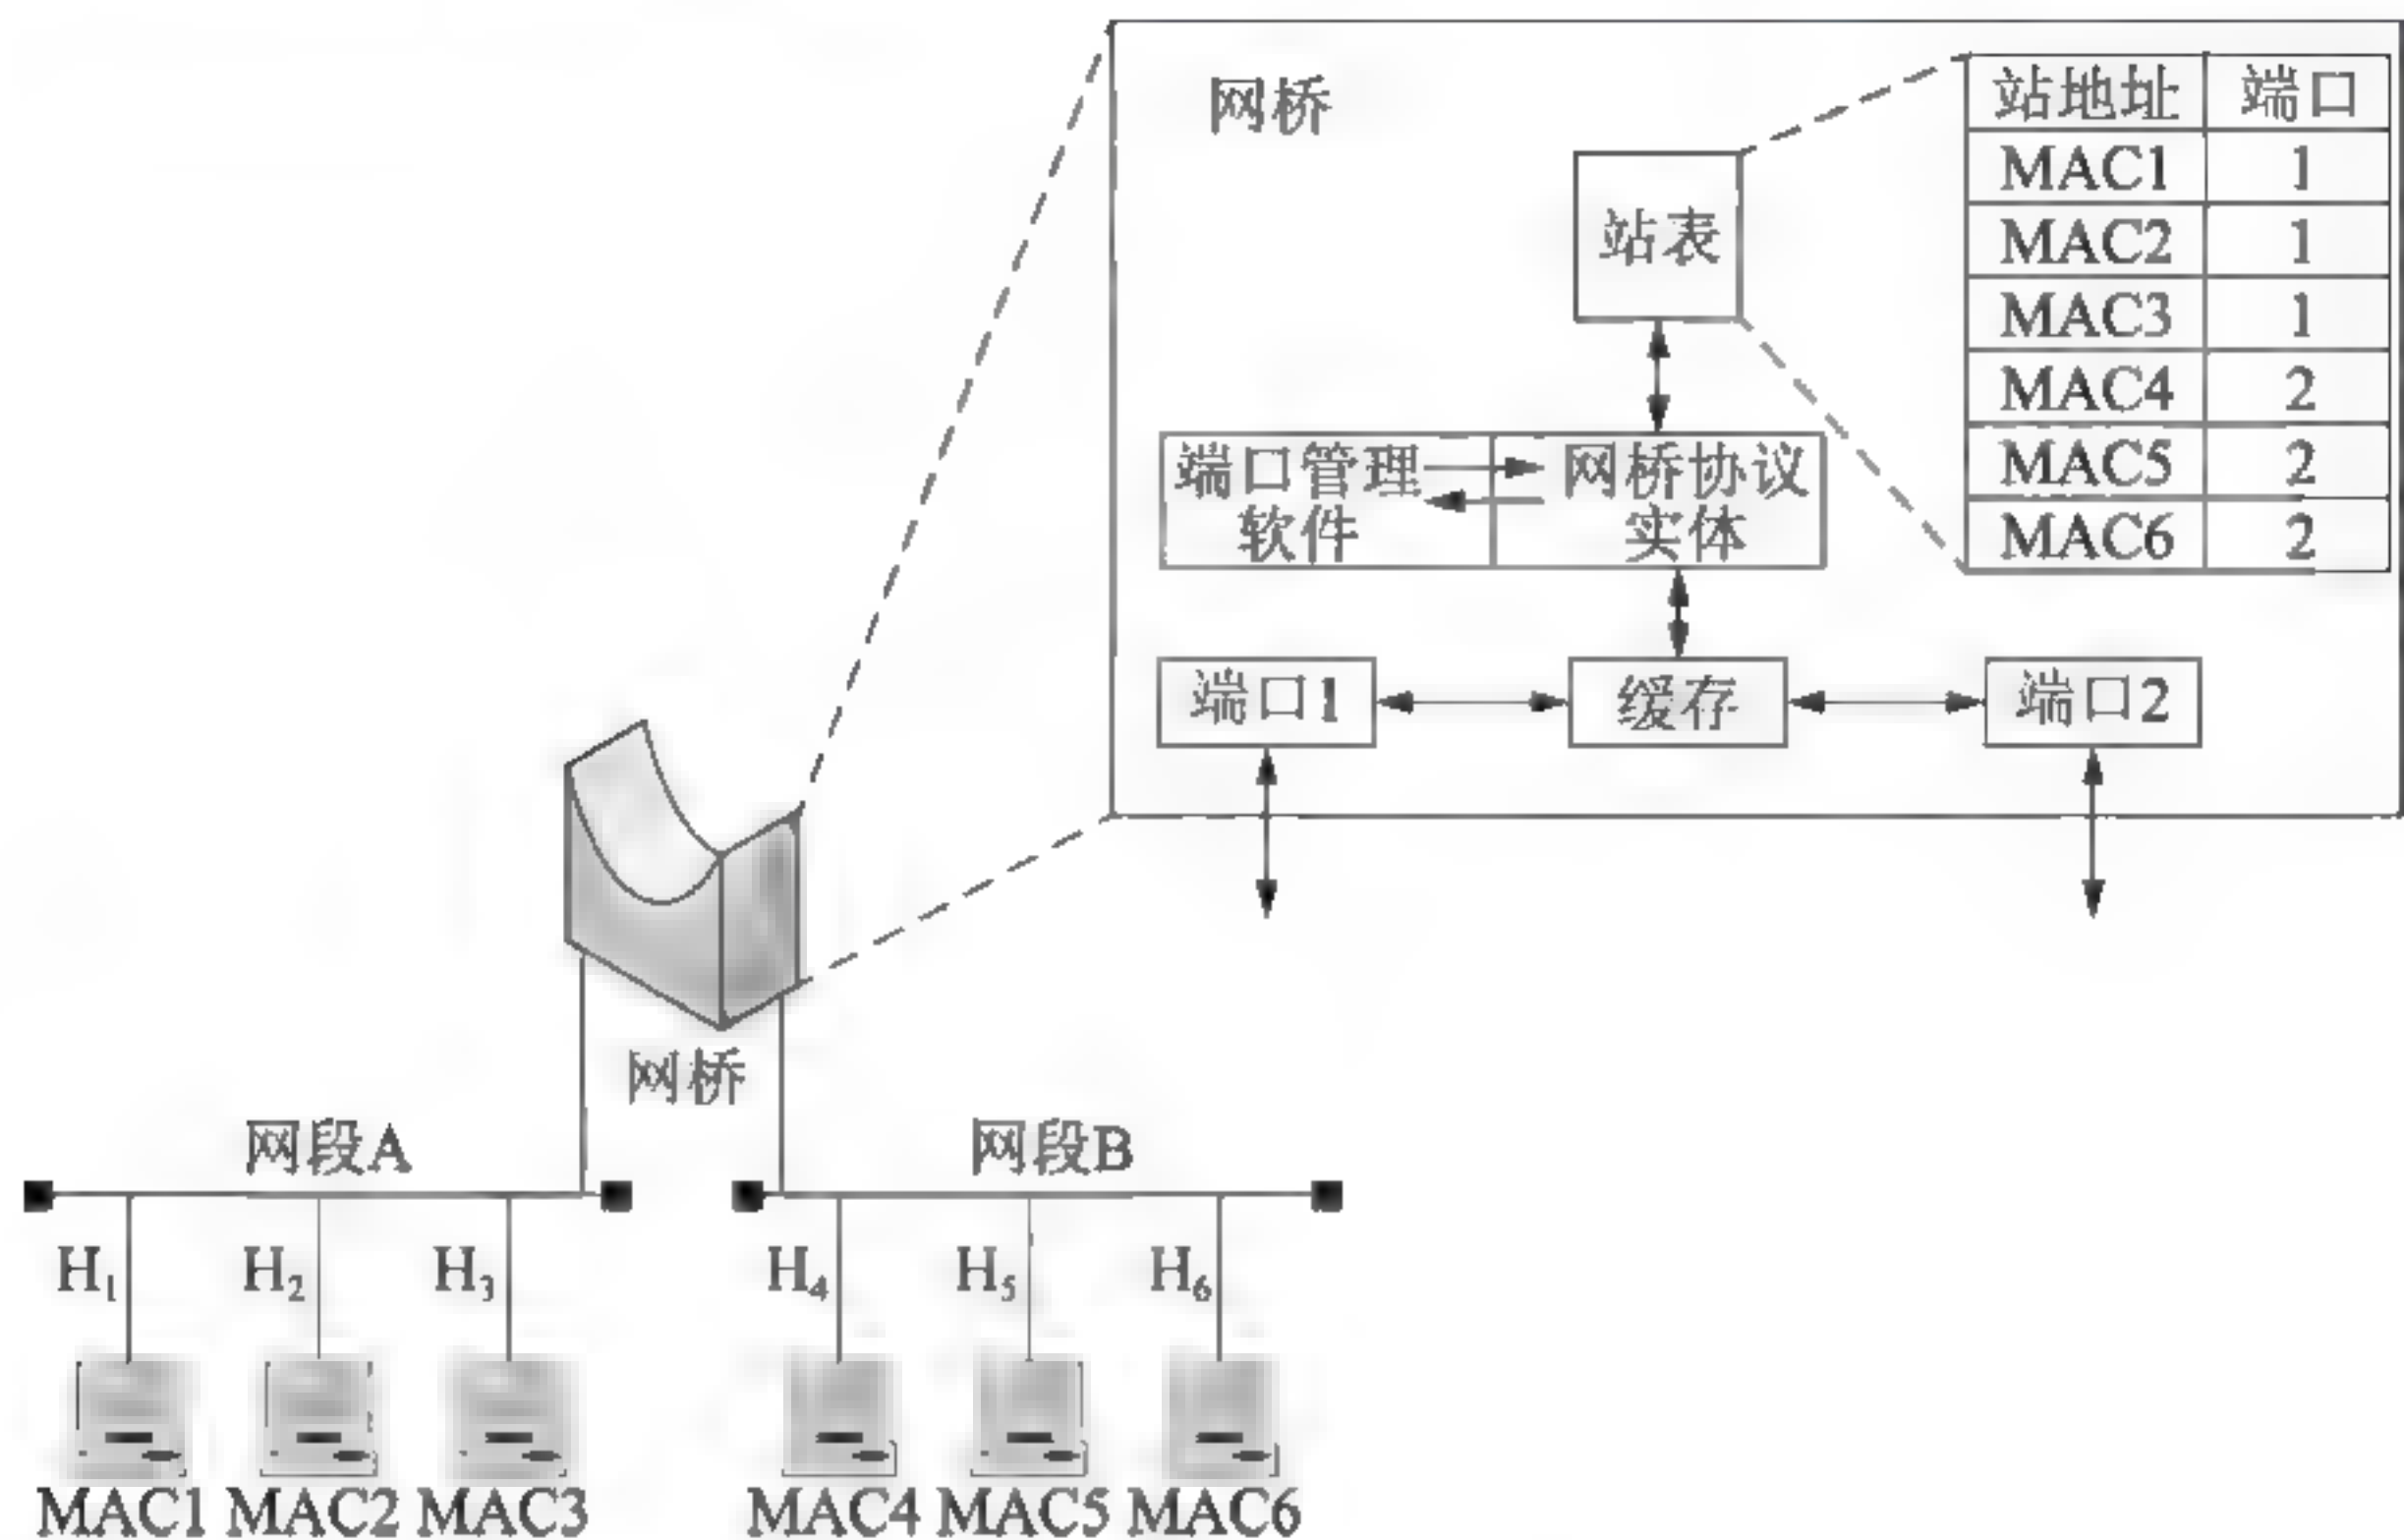 网桥
站地址 端口
MAC1 1
MAC2 1
MAC3 1
MAC4 2
MAC5 2
MAC6 2
站表
端口管理
软件
网桥协议
实体
端口1
缓存
端口2
网桥
网段A
网段B
H₁ H₂ H₃ H₄ H₅ H₆
MAC1 MAC2 MAC3 MAC4 MAC5 MAC6